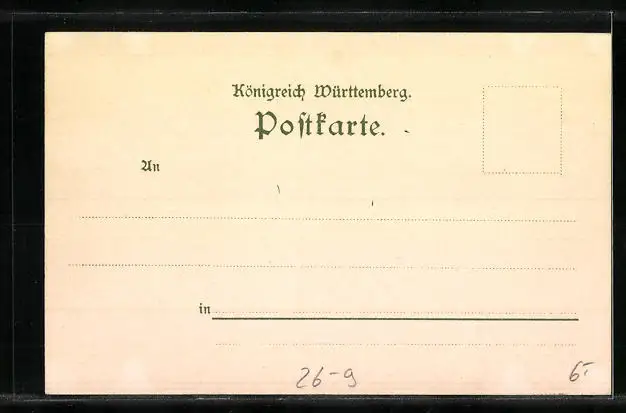 Königreich Württemberg.
Poſtkarte.
An
in
26-9
6,-